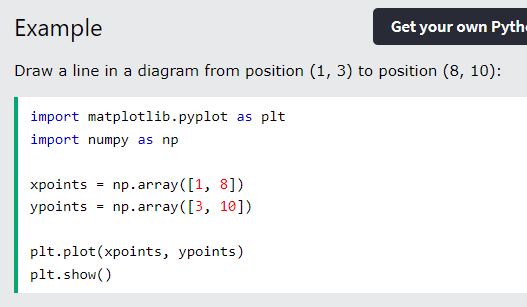 Example
Get your own Pyth
Draw a line in a diagram from position (1, 3) to position (8, 10):
import matplotlib.pyplot as plt
import numpy as np
xpoints = np.array([1, 8])
ypoints = np.array([3, 10])
plt.plot(xpoints, ypoints)
plt.show()